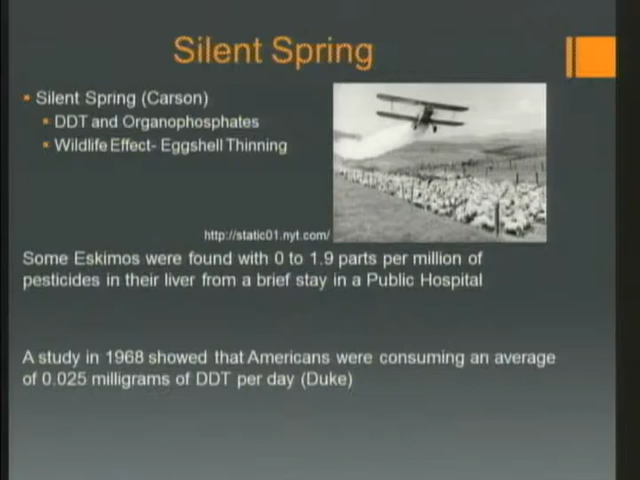 Silent Spring
▪ Silent Spring (Carson)
▪ DDT and Organophosphates
▪ Wildlife Effect- Eggshell Thinning
http://static01.nyt.com/
Some Eskimos were found with 0 to 1.9 parts per million of
pesticides in their liver from a brief stay in a Public Hospital
A study in 1968 showed that Americans were consuming an average
of 0.025 milligrams of DDT per day (Duke)